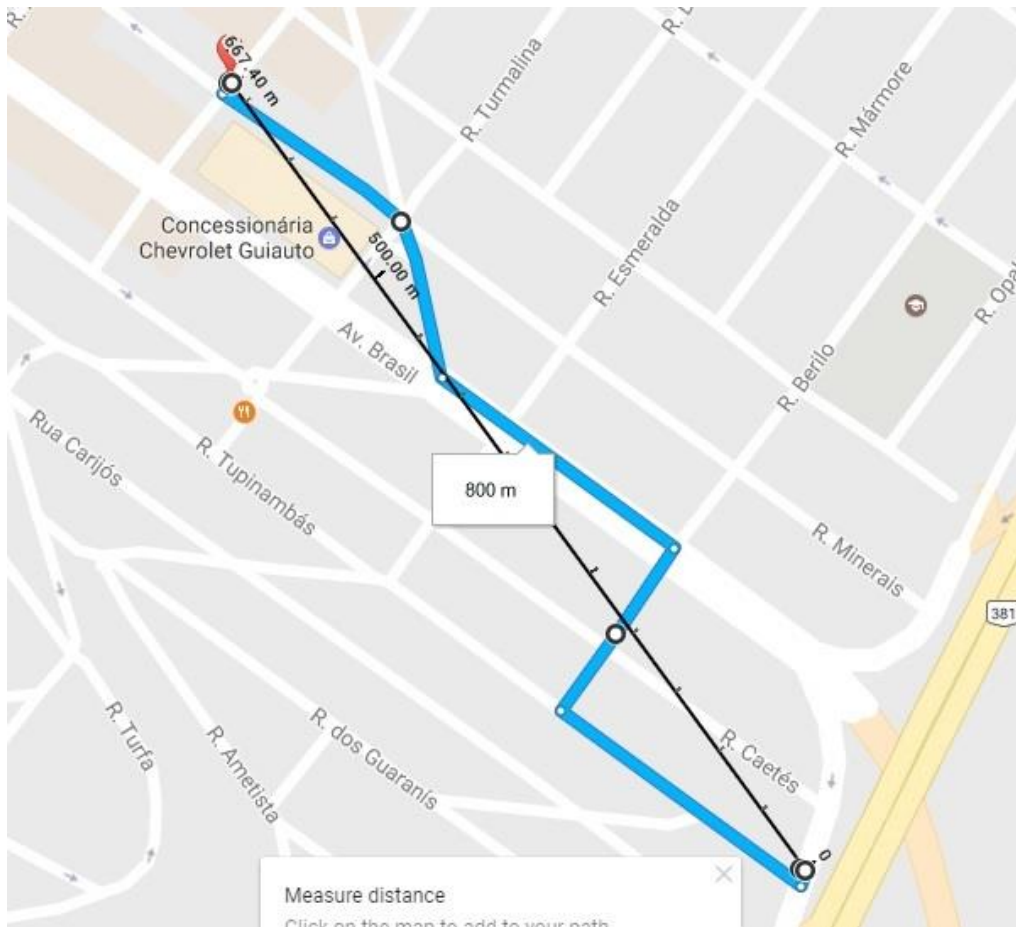 667.40 m
R. Turmalina
R. Mármore
Concessionária
Chevrolet Guiauto
500.00 m
R. Esmeralda
Av. Brasil
R. Berilo
Rua Carijós
R. Tupinambás
800 m
R. Minerais
381
R. Turfa
R. Ametista
R. dos Guaranís
R. Caetés
0
Measure distance
Click on the map to add to your path